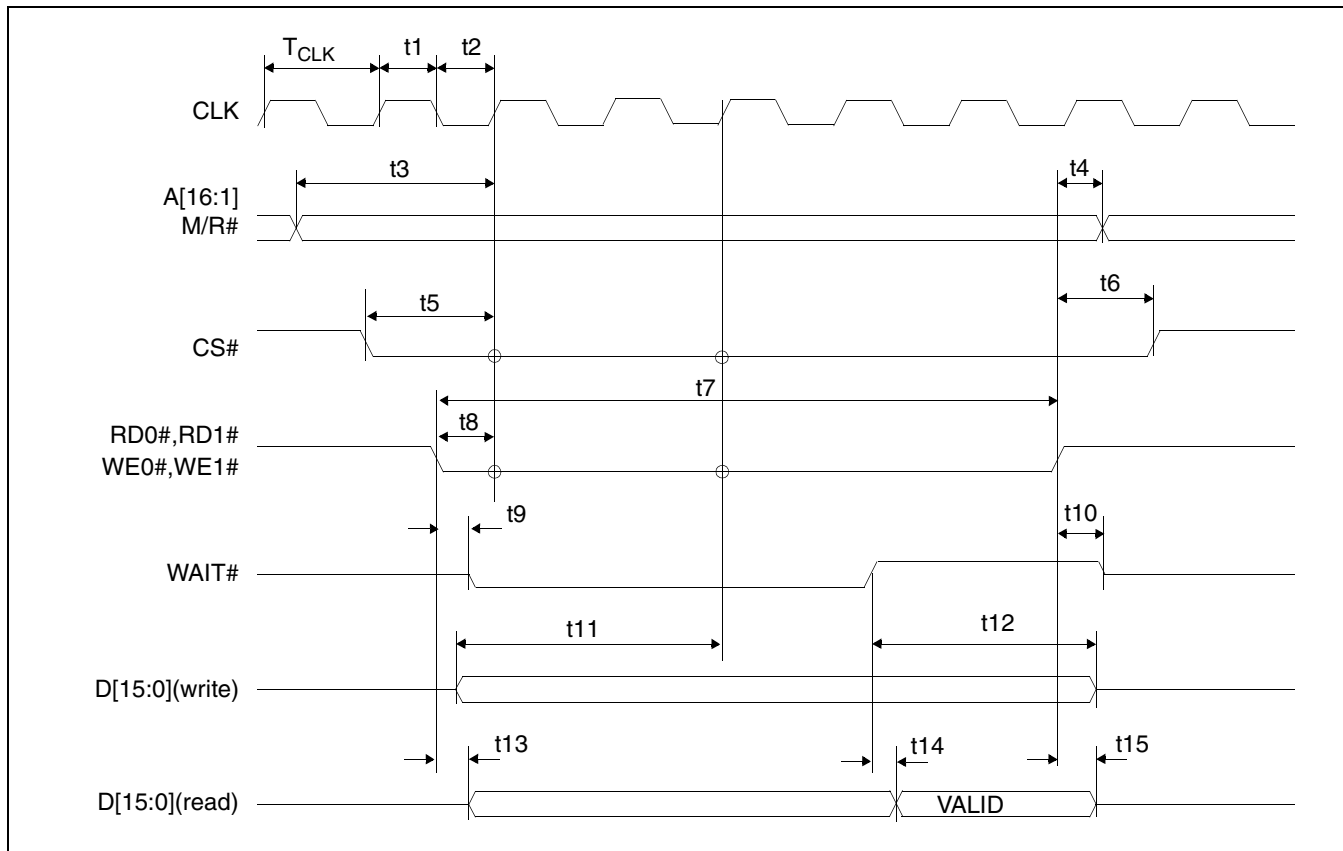 TCLK t1 t2
CLK
t3 t4
A[16:1]
M/R#
t5 t6
CS#
t7
t8
RD0#,RD1#
WE0#,WE1#
t9 t10
WAIT#
t11 t12
D[15:0](write)
t13 t14 t15
D[15:0](read) VALID